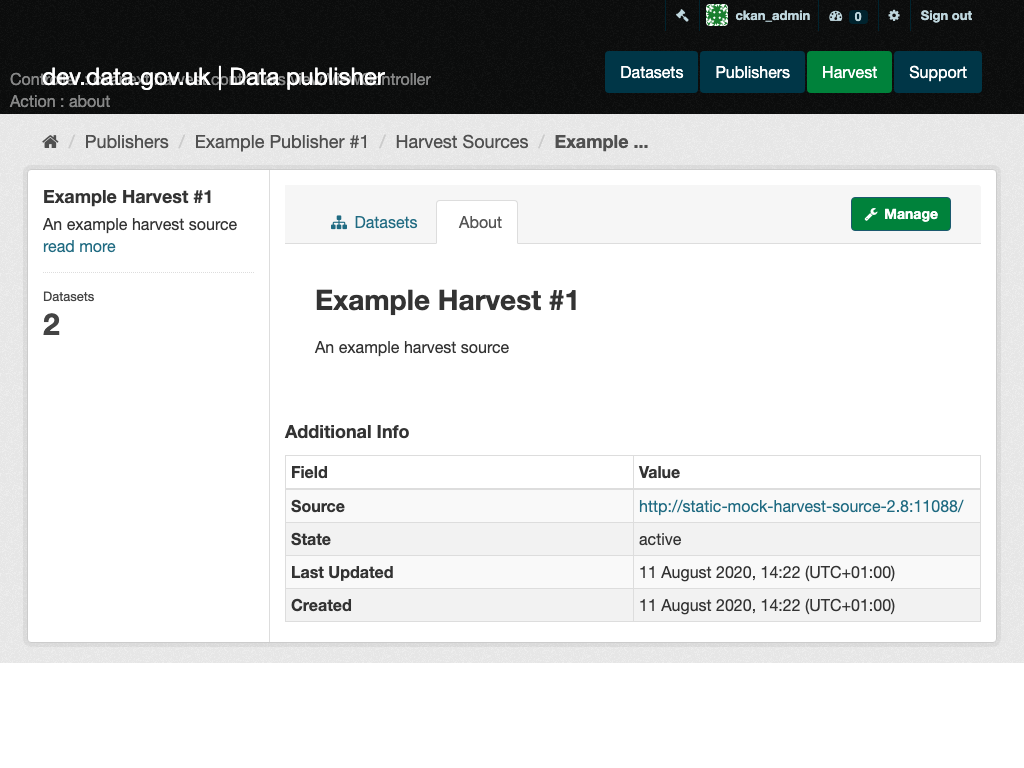 ckan_admin 0 Sign out
dev.data.gov.uk | Data publisher
Action : about
Datasets Publishers Harvest Support
/ Publishers / Example Publisher #1 / Harvest Sources / Example ...
Example Harvest #1
An example harvest source
read more
Datasets
2
Datasets About
Manage
Example Harvest #1
An example harvest source
Additional Info
Field Value
Source http://static-mock-harvest-source-2.8:11088/
State active
Last Updated 11 August 2020, 14:22 (UTC+01:00)
Created 11 August 2020, 14:22 (UTC+01:00)